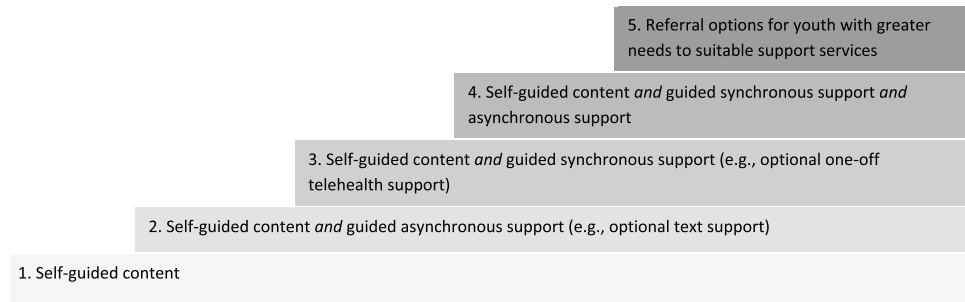 5. Referral options for youth with greater
needs to suitable support services
4. Self-guided content and guided synchronous support and
asynchronous support
3. Self-guided content and guided synchronous support (e.g., optional one-off
telehealth support)
2. Self-guided content and guided asynchronous support (e.g., optional text support)
1. Self-guided content